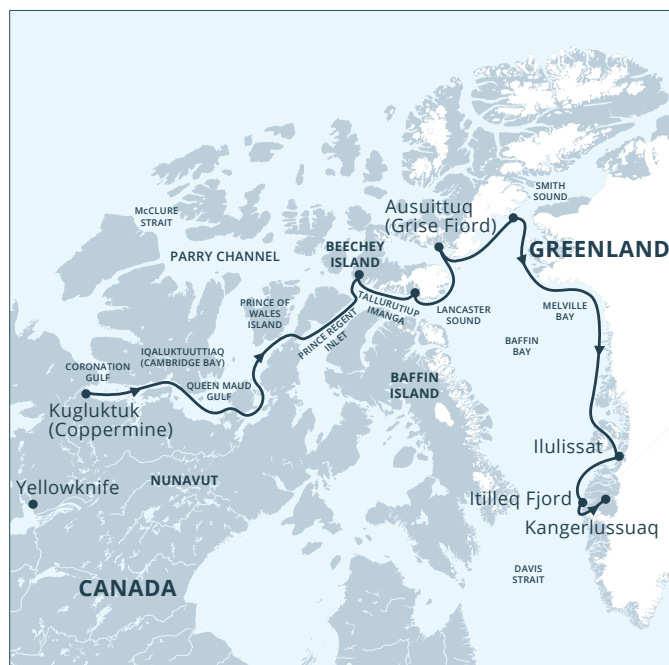 SMITH
SOUND
McCLURE
STRAIT
Ausuittuq
(Grise Fiord)
PARRY CHANNEL
BEECHEY
ISLAND
GREENLAND
PRINCE OF
WALES
ISLAND
TALLURUTIUP
IMANGA
LANCASTER
SOUND
MELVILLE
BAY
PRINCE REGENT
INLET
BAFFIN
BAY
IQALUKTUUTTIAQ
(CAMBRIDGE BAY)
CORONATION
GULF
QUEEN MAUD
GULF
BAFFIN
ISLAND
Kugluktuk
(Coppermine)
Ilulissat
NUNAVUT
Yellowknife
Itilleq Fjord
Kangerlussuaq
DAVIS
STRAIT
CANADA